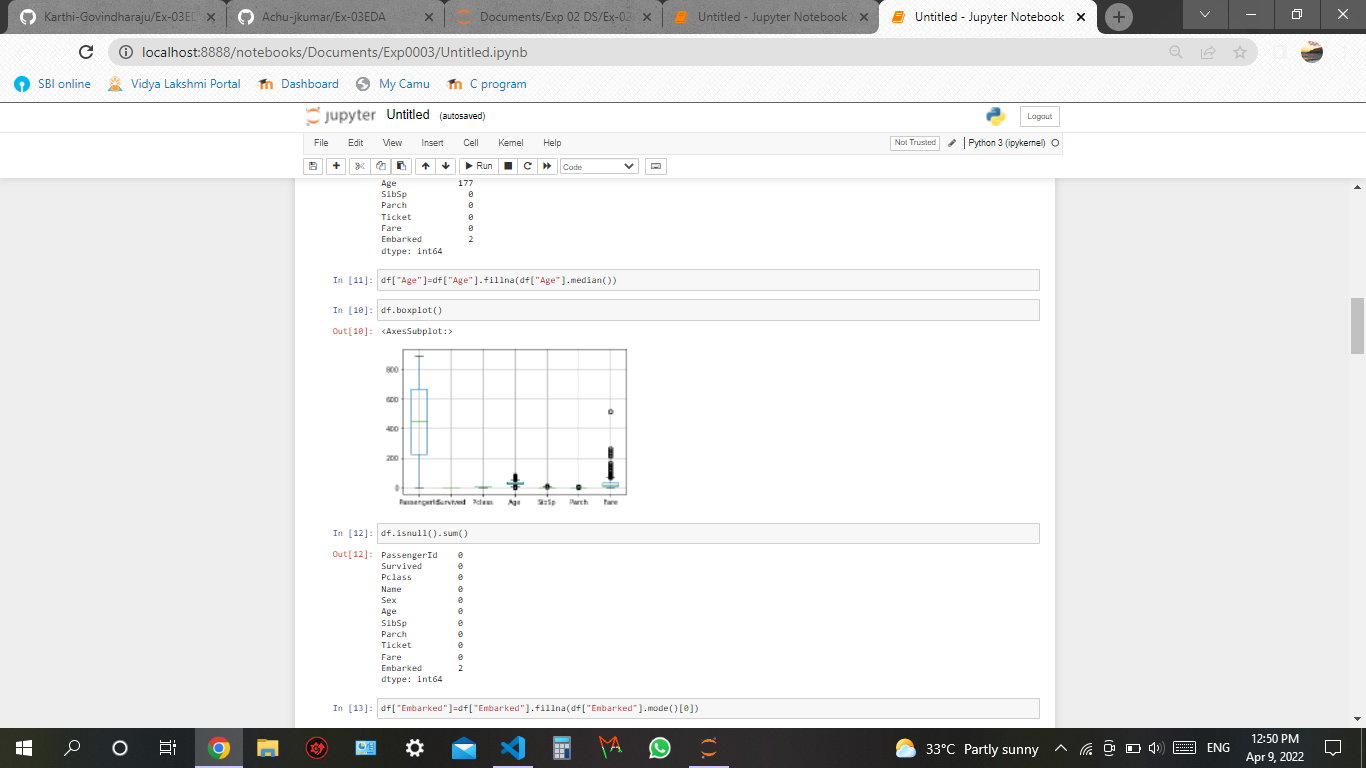 Karthi-Govindharaju/Ex-03ED
Achu-jkumar/Ex-03EDA
Documents/Exp 02 DS/Ex-02
Untitled - Jupyter Notebook
Untitled - Jupyter Notebook
localhost:8888/notebooks/Documents/Exp0003/Untitled.ipynb
SBI online
Vidya Lakshmi Portal
Dashboard
My Camu
C program
jupyter Untitled (autosaved)
Logout
File Edit View Insert Cell Kernel Help
Not Trusted
Python 3 (ipykernel)
Run
Code
Age 177
SibSp 0
Parch 0
Ticket 0
Fare 0
Embarked 2
dtype: int64
In [11]: df["Age"]=df["Age"].fillna(df["Age"].median())
In [10]: df.boxplot()
Out[10]: <AxesSubplot:>
800
600
400
200
0
PassengerId Survived Pclass Age SibSp Parch Fare
In [12]: df.isnull().sum()
Out[12]: PassengerId 0
Survived 0
Pclass 0
Name 0
Sex 0
Age 0
SibSp 0
Parch 0
Ticket 0
Fare 0
Embarked 2
dtype: int64
In [13]: df["Embarked"]=df["Embarked"].fillna(df["Embarked"].mode()[0])
33°C Partly sunny
ENG
12:50 PM
Apr 9, 2022